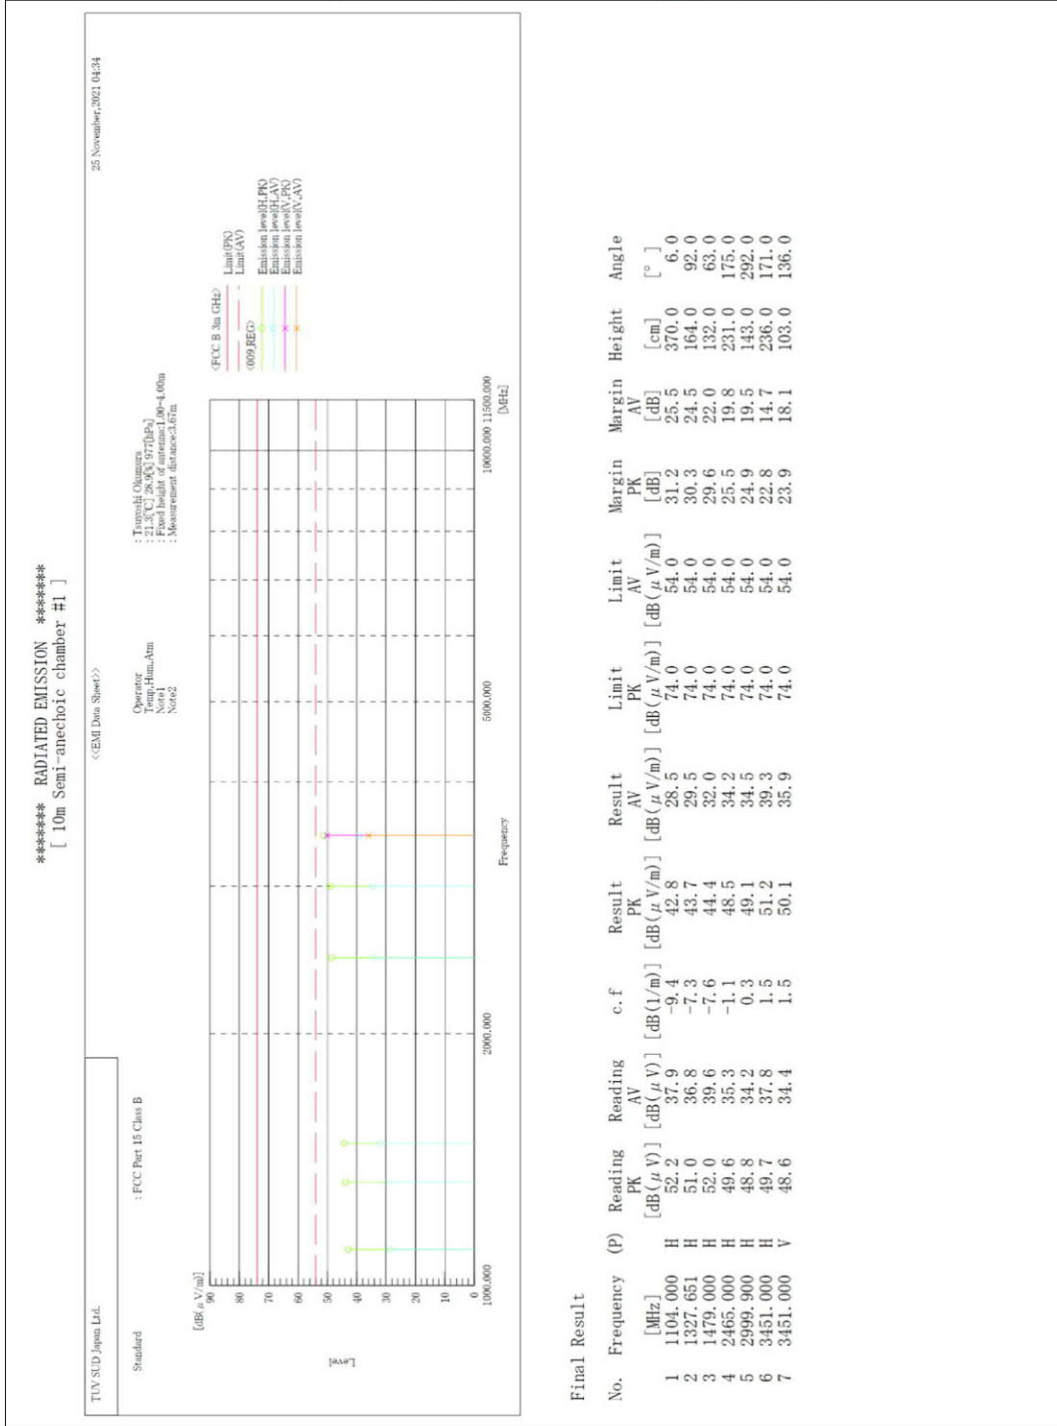 ******* RADIATED EMISSION *******
[ 10m Semi-anechoic chamber #1 ]
TUV SUD Japan Ltd.
<<EMI Data Sheet>>
25 November,2021 04:34
Standard : FCC Part 15 Class B
Operator : Tsuyoshi Okumura
Temp,Hum,Atm : 21.3[℃] 28.9[%] 977[hPa]
Note1 : Fixed height of antenna:1.00-4.00m
Note2 : Measurement distance:3.67m
[dB(μ V/m)]
90
80
70
60
50
40
30
20
10
0
Level
1000.000 2000.000 5000.000 10000.000 11500.000
[MHz]
Frequency
<FCC B 3m GHz>
Limit(PK)
Limit(AV)
<009.REG>
Emission level(H,PK)
Emission level(H,AV)
Emission level(V,PK)
Emission level(V,AV)
Final Result
No. Frequency (P) Reading Reading c.f Result Result Limit Limit Margin Margin Height Angle
PK AV PK AV PK AV PK AV
[MHz] [dB(μ V)] [dB(μ V)] [dB(1/m)] [dB(μ V/m)] [dB(μ V/m)] [dB(μ V/m)] [dB(μ V/m)] [dB] [dB] [cm] [°]
1 1104.000 H 52.2 37.9 -9.4 42.8 28.5 74.0 54.0 31.2 25.5 370.0 6.0
2 1327.651 H 51.0 36.8 -7.3 43.7 29.5 74.0 54.0 30.3 24.5 164.0 92.0
3 1479.000 H 52.0 39.6 -7.6 44.4 32.0 74.0 54.0 29.6 22.0 132.0 63.0
4 2465.000 H 49.6 35.3 -1.1 48.5 34.2 74.0 54.0 25.5 19.8 231.0 175.0
5 2999.900 H 48.8 34.2 0.3 49.1 34.5 74.0 54.0 24.9 19.5 143.0 292.0
6 3451.000 H 49.7 37.8 1.5 51.2 39.3 74.0 54.0 22.8 14.7 236.0 171.0
7 3451.000 V 48.6 34.4 1.5 50.1 35.9 74.0 54.0 23.9 18.1 103.0 136.0